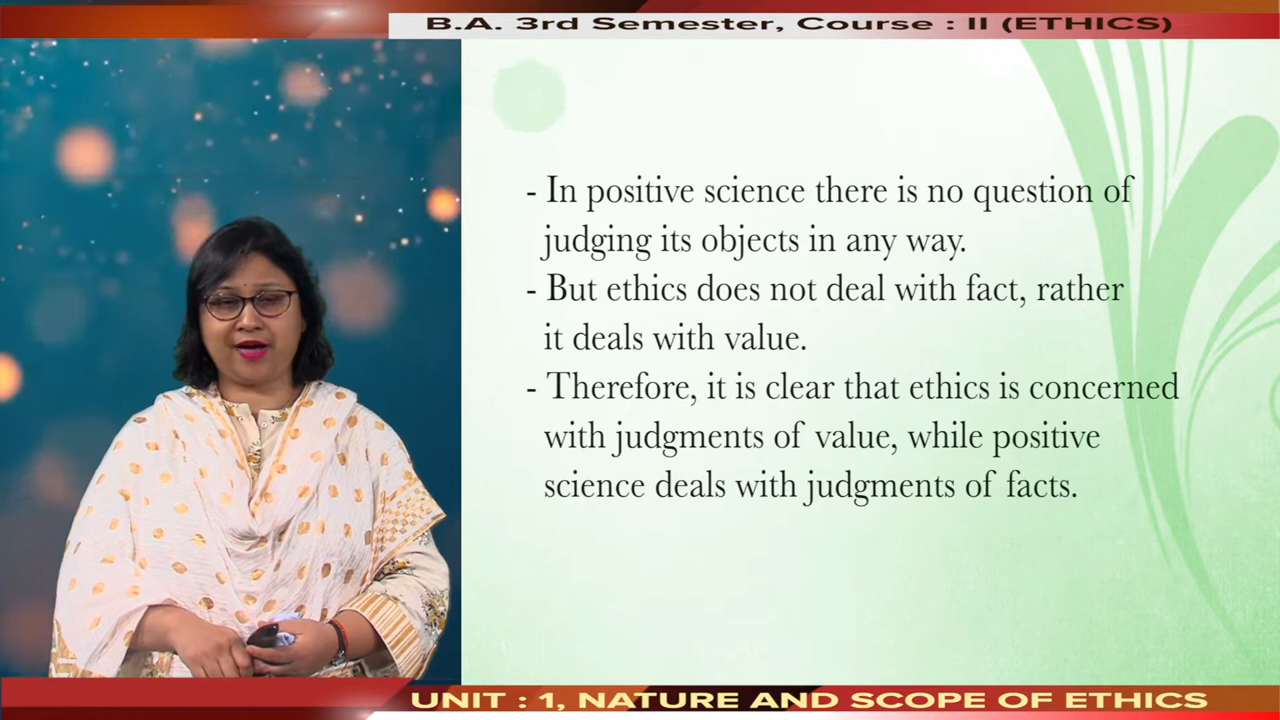 B.A. 3rd Semester, Course : II (ETHICS)
- In positive science there is no question of
judging its objects in any way.
- But ethics does not deal with fact, rather
it deals with value.
- Therefore, it is clear that ethics is concerned
with judgments of value, while positive
science deals with judgments of facts.
UNIT : 1, NATURE AND SCOPE OF ETHICS